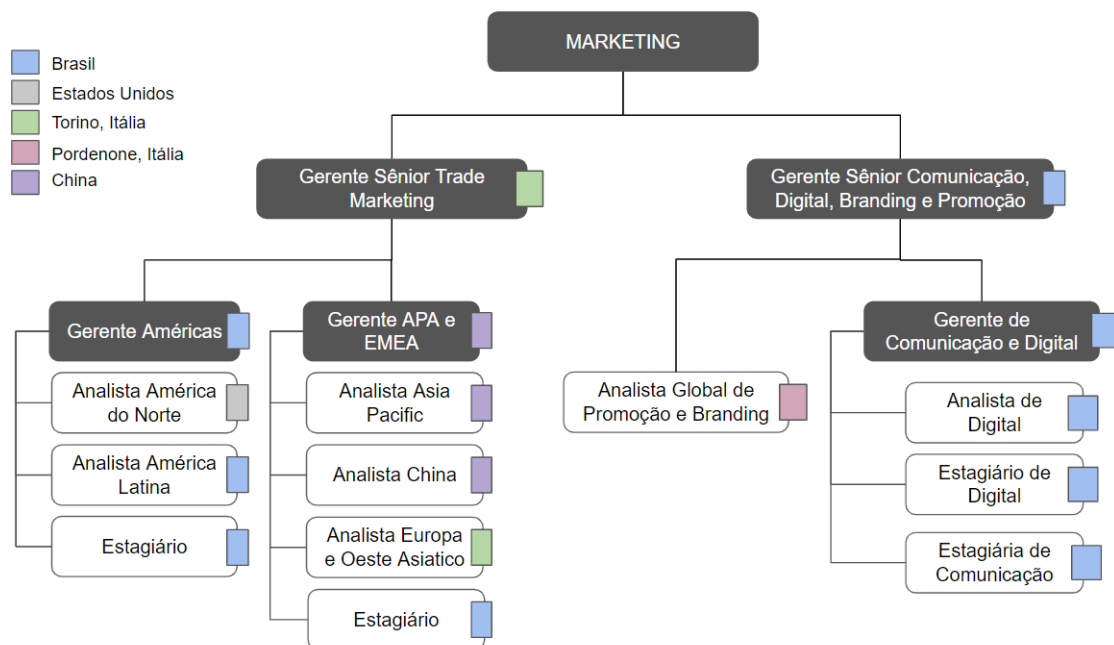 MARKETING
Brasil
Estados Unidos
Torino, Itália
Pordenone, Itália
China
Gerente Sênior Trade
Marketing
Gerente Sênior Comunicação,
Digital, Branding e Promoção
Gerente Américas
Gerente APA e
EMEA
Gerente de
Comunicação e Digital
Analista América
do Norte
Analista América
Latina
Estagiário
Analista Asia
Pacific
Analista China
Analista Europa
e Oeste Asiatico
Estagiário
Analista Global de
Promoção e Branding
Analista de
Digital
Estagiário de
Digital
Estagiária de
Comunicação